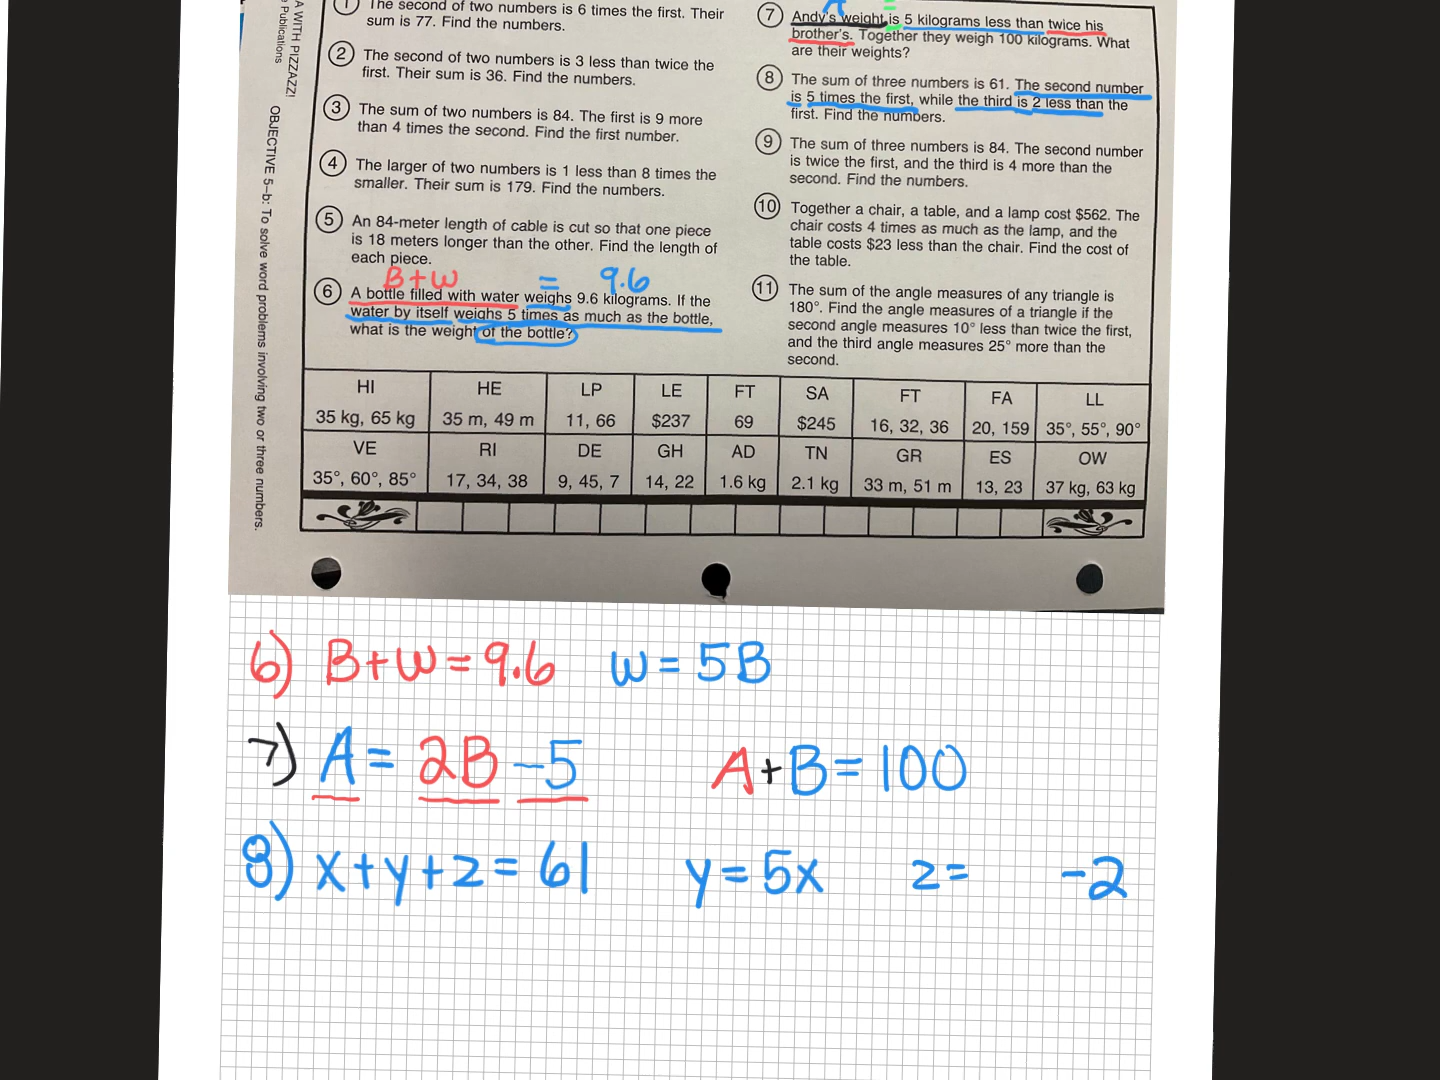 A WITH PIZZAZZ!
Publications
OBJECTIVE 5–b: To solve word problems involving two or three numbers.
1 The second of two numbers is 6 times the first. Their
sum is 77. Find the numbers.
2 The second of two numbers is 3 less than twice the
first. Their sum is 36. Find the numbers.
3 The sum of two numbers is 84. The first is 9 more
than 4 times the second. Find the first number.
4 The larger of two numbers is 1 less than 8 times the
smaller. Their sum is 179. Find the numbers.
5 An 84-meter length of cable is cut so that one piece
is 18 meters longer than the other. Find the length of
each piece.
B+W = 9.6
6 A bottle filled with water weighs 9.6 kilograms. If the
water by itself weighs 5 times as much as the bottle,
what is the weight of the bottle?
A =
7 Andy's weight is 5 kilograms less than twice his
brother's. Together they weigh 100 kilograms. What
are their weights?
8 The sum of three numbers is 61. The second number
is 5 times the first, while the third is 2 less than the
first. Find the numbers.
9 The sum of three numbers is 84. The second number
is twice the first, and the third is 4 more than the
second. Find the numbers.
10 Together a chair, a table, and a lamp cost $562. The
chair costs 4 times as much as the lamp, and the
table costs $23 less than the chair. Find the cost of
the table.
11 The sum of the angle measures of any triangle is
180°. Find the angle measures of a triangle if the
second angle measures 10° less than twice the first,
and the third angle measures 25° more than the
second.
HI HE LP LE FT SA FT FA LL
35 kg, 65 kg 35 m, 49 m 11, 66 $237 69 $245 16, 32, 36 20, 159 35°, 55°, 90°
VE RI DE GH AD TN GR ES OW
35°, 60°, 85° 17, 34, 38 9, 45, 7 14, 22 1.6 kg 2.1 kg 33 m, 51 m 13, 23 37 kg, 63 kg
6) B+W=9.6 W=5B
7) A= 2B -5 A+B=100
8) x+y+z=61 y=5x z= -2